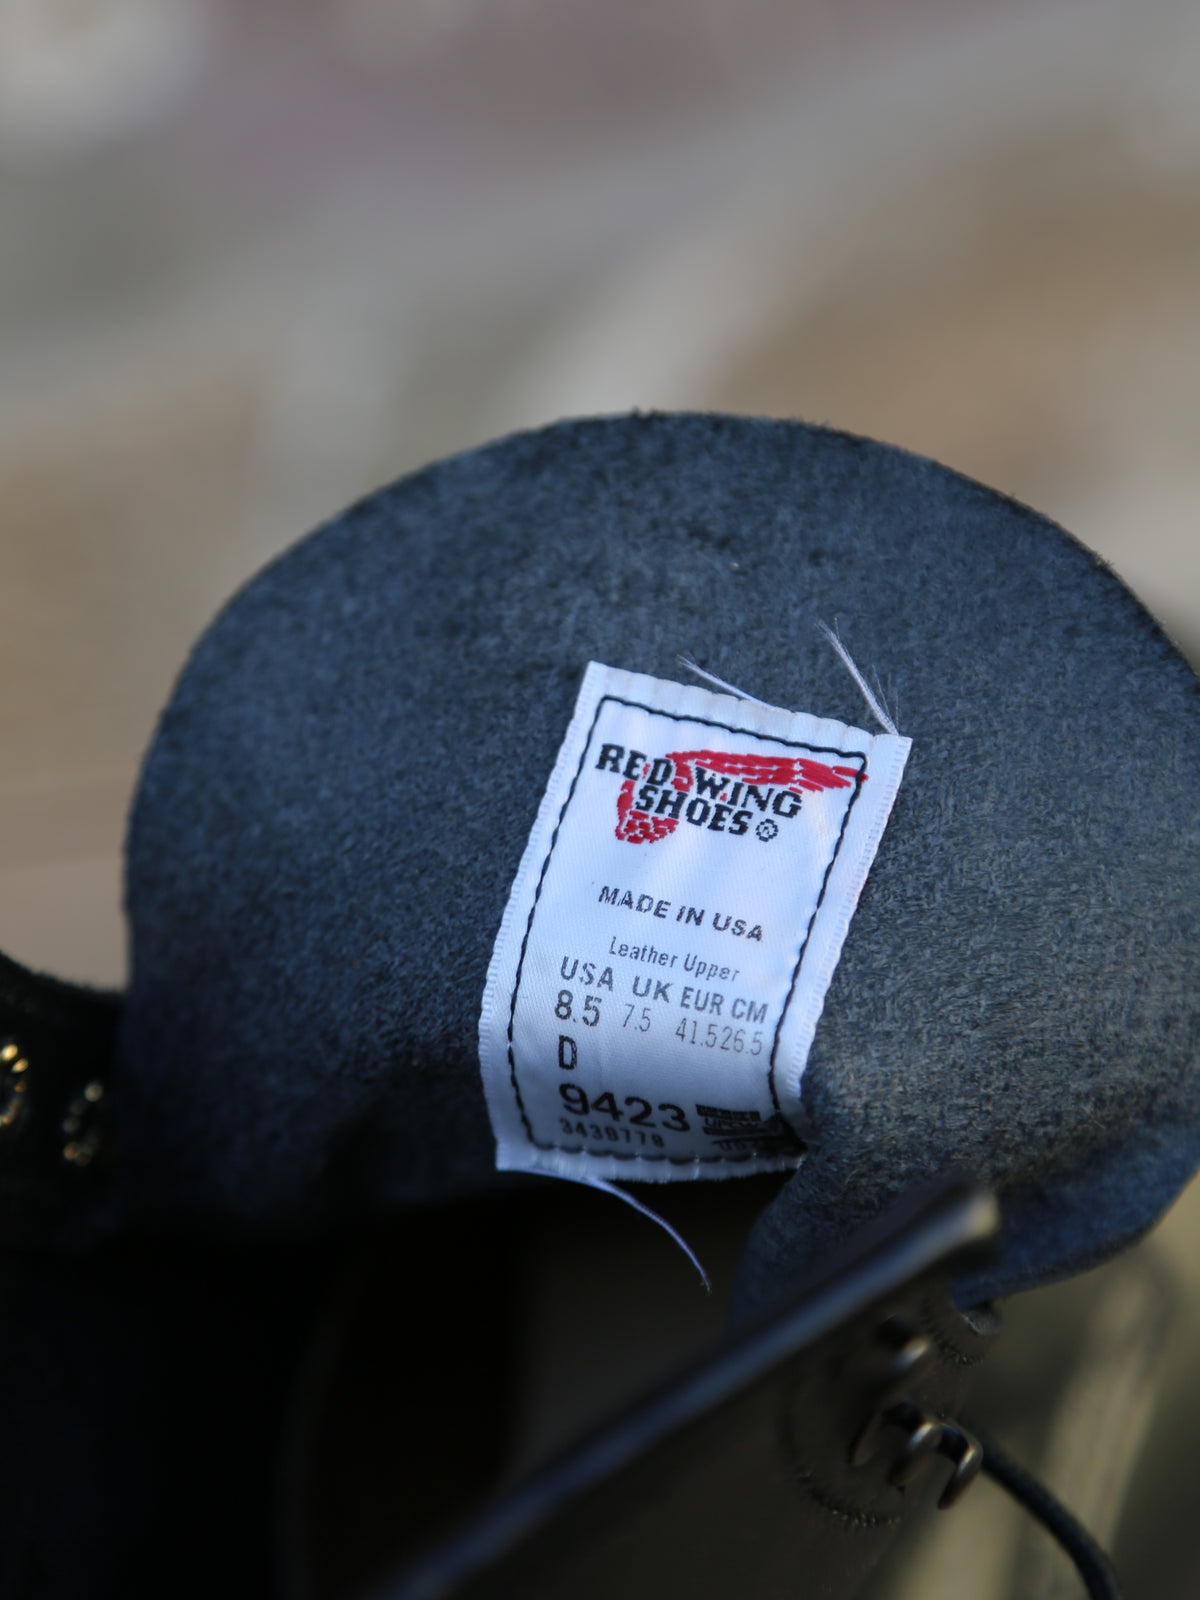 RED WING
SHOES®
MADE IN USA
Leather Upper
USA UK EUR CM
8.5 7.5 41.5 26.5
D
9423
3439779